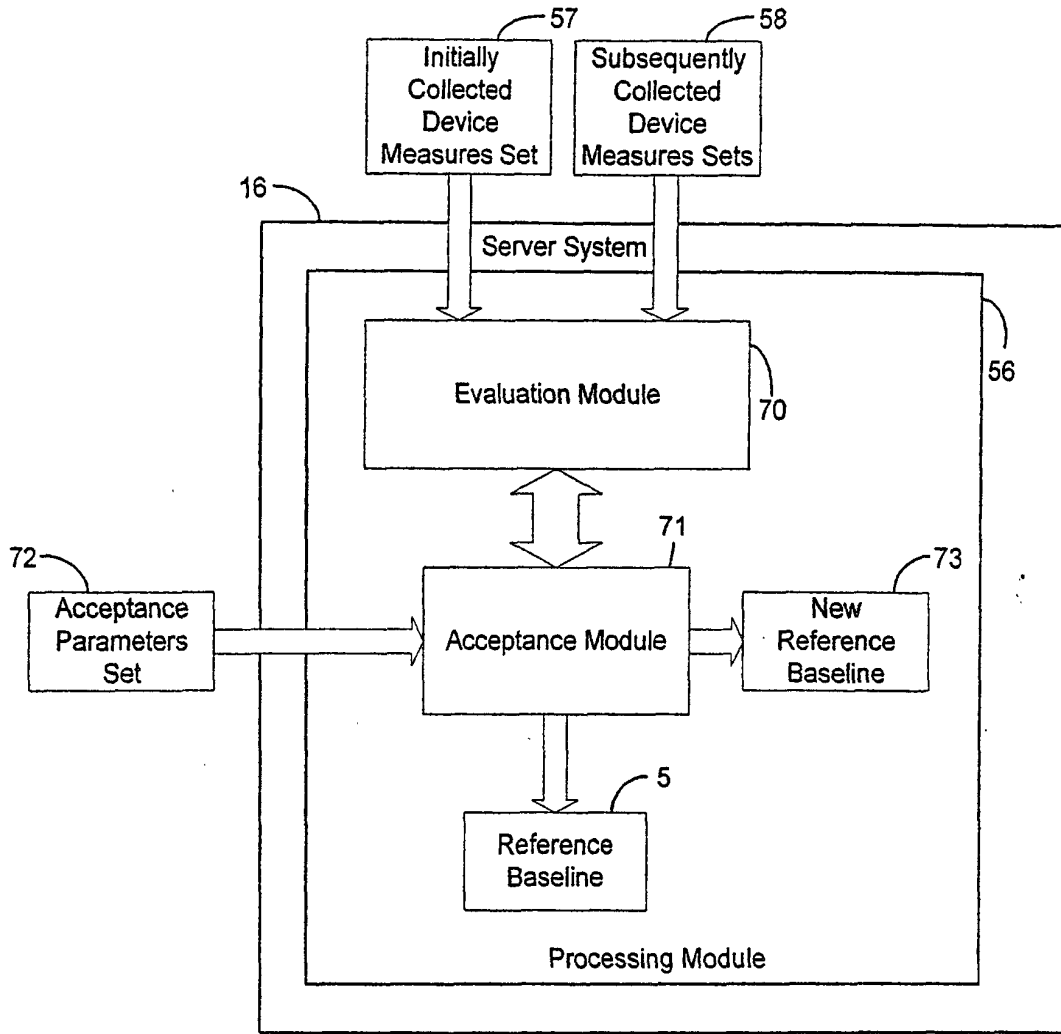 57
58
Initially
Collected
Device
Measures Set
Subsequently
Collected
Device
Measures Sets
16
Server System
56
Evaluation Module
70
71
72
73
Acceptance
Parameters
Set
Acceptance Module
New
Reference
Baseline
5
Reference
Baseline
Processing Module